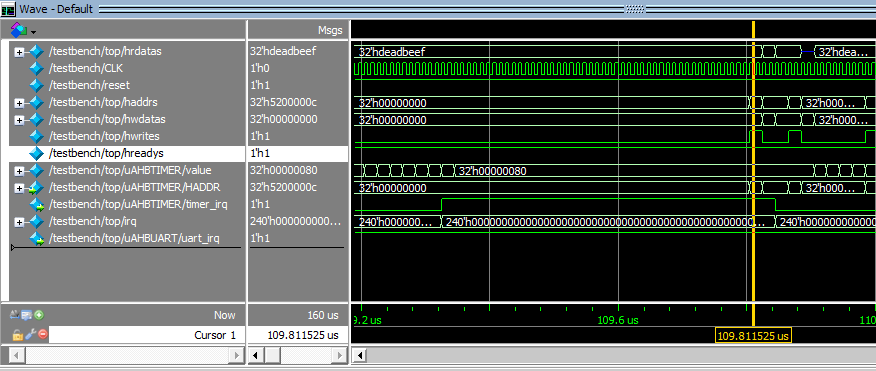 Wave - Default
Msgs
/testbench/top/hrdatas 32'hdeadbeef 32'hdeadbeef 32'hdea...
/testbench/CLK 1'h0
/testbench/reset 1'h1
/testbench/top/haddrs 32'h5200000c 32'h00000000 32'h000...
/testbench/top/hwdatas 32'h00000000 32'h00000000 32'h000...
/testbench/top/hwrites 1'h1
/testbench/top/hreadys 1'h1
/testbench/top/uAHBTIMER/value 32'h00000080 32'h00000080
/testbench/top/uAHBTIMER/HADDR 32'h5200000c 32'h00000000 32'h000...
/testbench/top/uAHBTIMER/timer_irq 1'h1
/testbench/top/irq 240'h000000000... 240'h000000... 240'h000000000000000000000000000000000000000000000... 240'h000000000000
/testbench/top/uAHBUART/uart_irq 1'h1
Now 160 us 9.2 us 109.6 us 110
Cursor 1 109.811525 us 109.811525 us